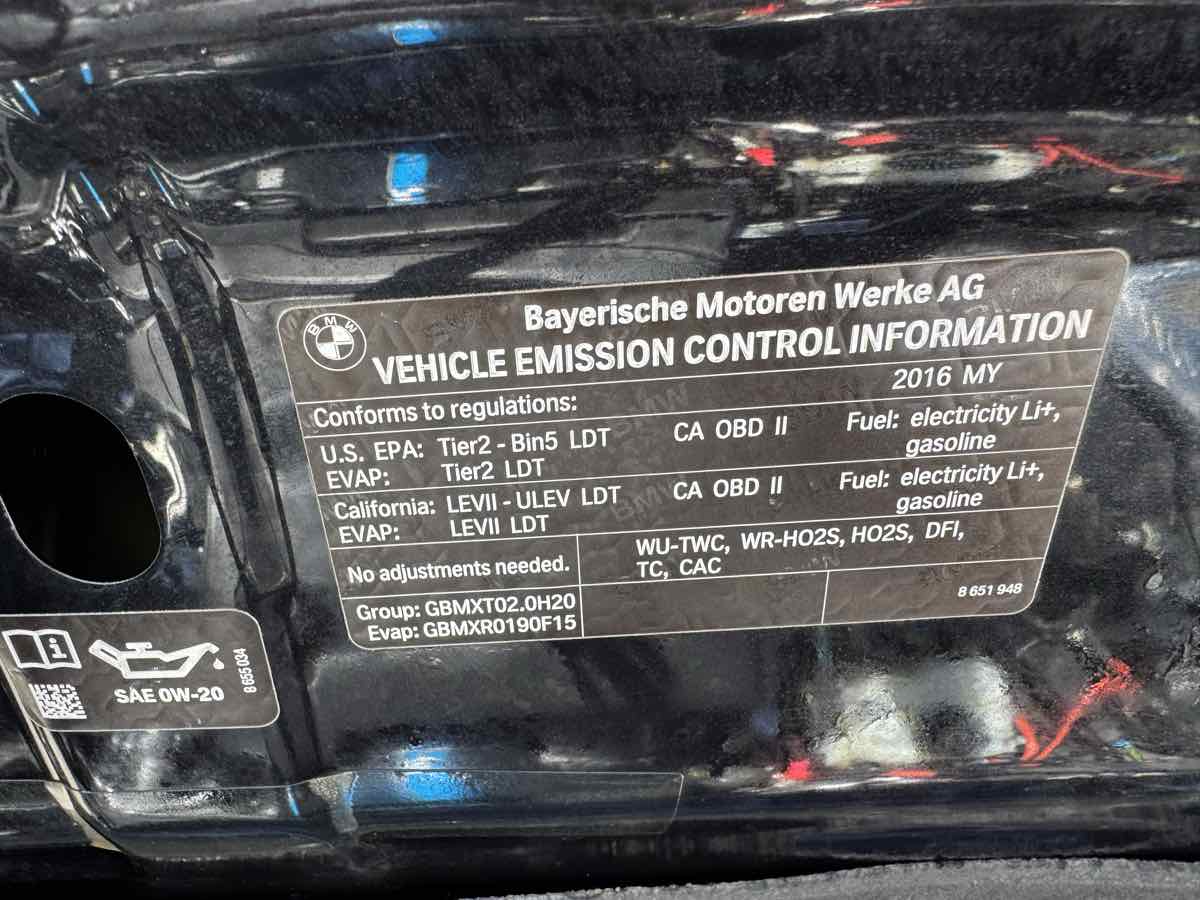 BMW
Bayerische Motoren Werke AG
VEHICLE EMISSION CONTROL INFORMATION
Conforms to regulations: 2016 MY
U.S. EPA: Tier2 - Bin5 LDT CA OBD II Fuel: electricity Li+,
EVAP: Tier2 LDT gasoline
California: LEVII - ULEV LDT CA OBD II Fuel: electricity Li+,
EVAP: LEVII LDT gasoline
No adjustments needed. WU-TWC, WR-HO2S, HO2S, DFI,
TC, CAC
Group: GBMXT02.0H20
Evap: GBMXR0190F15
8 651 948
SAE 0W-20
8 655 034